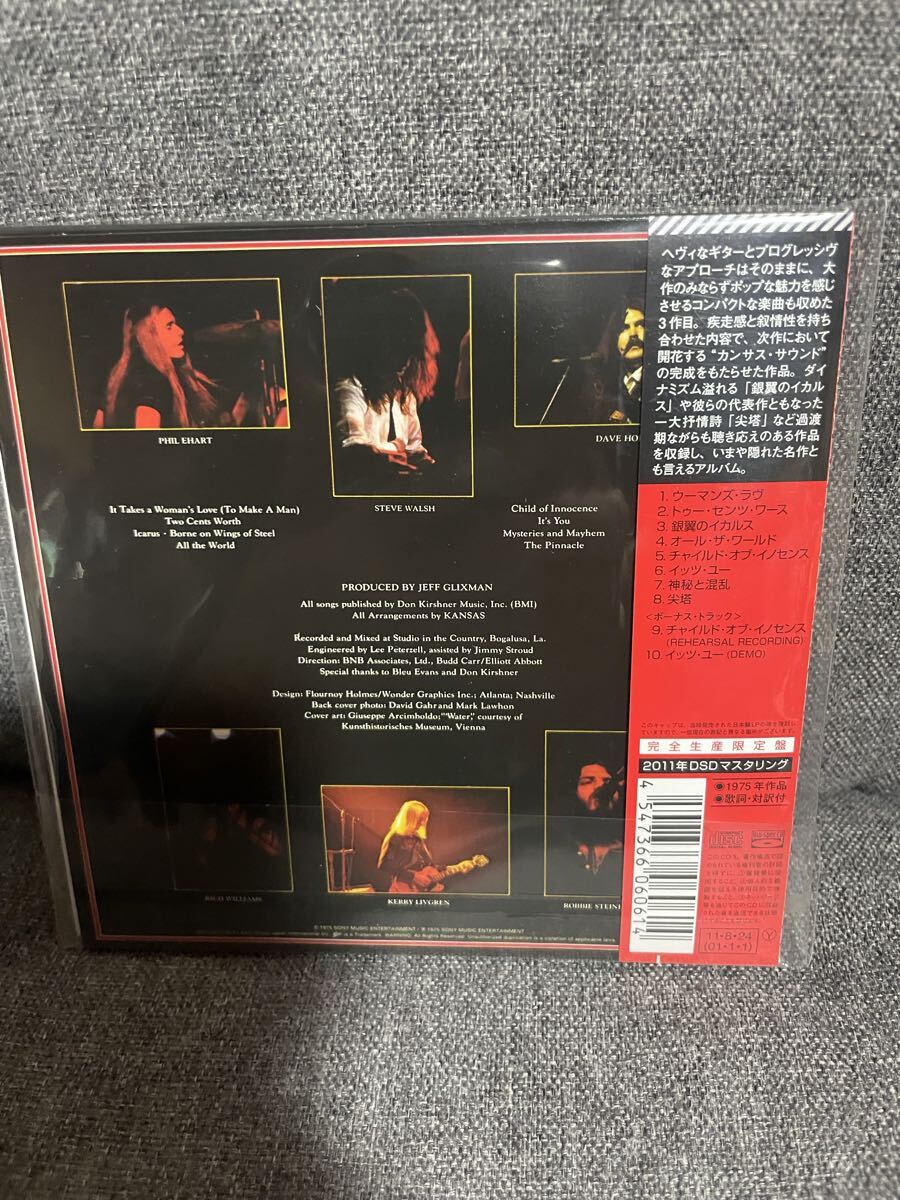 PHIL EHART
STEVE WALSH
DAVE HO
It Takes a Woman's Love (To Make A Man)
Two Cents Worth
Icarus - Borne on Wings of Steel
All the World
Child of Innocence
It's You
Mysteries and Mayhem
The Pinnacle
PRODUCED BY JEFF GLIXMAN
All songs published by Don Kirshner Music, Inc. (BMI)
All Arrangements by KANSAS
Recorded and Mixed at Studio in the Country, Bogalusa, La.
Engineered by Lee Peterzell, assisted by Jimmy Stroud
Direction: BNB Associates, Ltd., Budd Carr/Elliott Abbott
Special thanks to Bleu Evans and Don Kirshner
Design: Flournoy Holmes/Wonder Graphics Inc.; Atlanta; Nashville
Back cover photo: David Gahr and Mark Lawhon
Cover art: Giuseppe Arcimboldo; "Water," courtesy of
Kunsthistorisches Museum, Vienna
RICH WILLIAMS
KERRY LIVGREN
ROBBIE STEIN
© 1975 SONY MUSIC ENTERTAINMENT / ℗ 1975 SONY MUSIC ENTERTAINMENT
ヘヴィなギターとプログレッシヴ
なアプローチはそのままに、大
作のみならずポップな魅力を感じ
させるコンパクトな楽曲も収めた
3作目。疾走感と叙情性を持ち
合わせた内容で、次作において
開花する“カンサス・サウンド”
の完成をもたらせた作品。ダイ
ナミズム溢れる「銀翼のイカル
ス」や彼らの代表作ともなった
一大抒情詩「尖塔」など過渡
期ながらも聴き応えのある作品
を収録し、いまや隠れた名作と
も言えるアルバム。
1. ウーマンズ・ラヴ
2. トゥー・センツ・ワース
3. 銀翼のイカルス
4. オール・ザ・ワールド
5. チャイルド・オブ・イノセンス
6. イッツ・ユー
7. 神秘と混乱
8. 尖塔
<ボーナス・トラック>
9. チャイルド・オブ・イノセンス
(REHEARSAL RECORDING)
10. イッツ・ユー (DEMO)
完全生産限定盤
2011年DSDマスタリング
●1975年作品
●歌詞・対訳付
4547366060614
11・8・24
(01・1・1)
Y